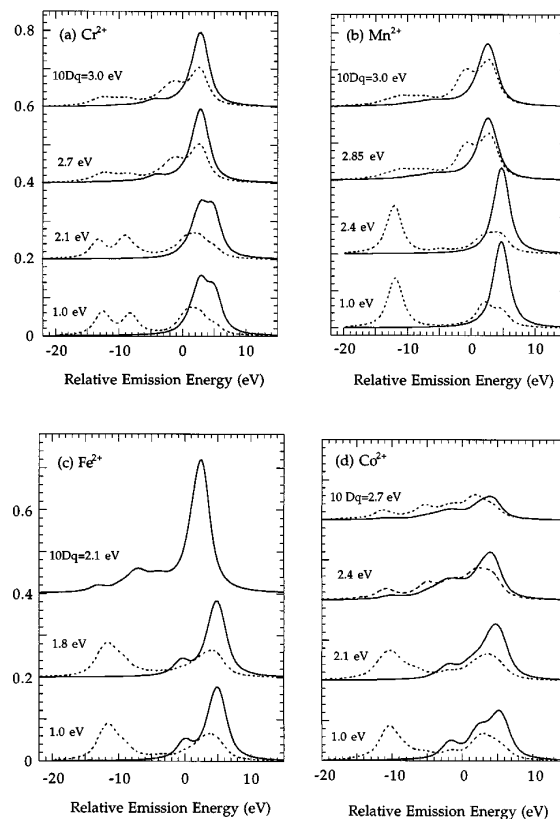 (a) Cr²⁺
10Dq=3.0 eV
2.7 eV
2.1 eV
1.0 eV
0.8
0.6
0.4
0.2
0
-20 -10 0 10
Relative Emission Energy (eV)
(b) Mn²⁺
10Dq=3.0 eV
2.85 eV
2.4 eV
1.0 eV
-20 -10 0 10
Relative Emission Energy (eV)
(c) Fe²⁺
10Dq=2.1 eV
1.8 eV
1.0 eV
0.6
0.4
0.2
0
-20 -10 0 10
Relative Emission Energy (eV)
(d) Co²⁺
10 Dq=2.7 eV
2.4 eV
2.1 eV
1.0 eV
-20 -10 0 10
Relative Emission Energy (eV)